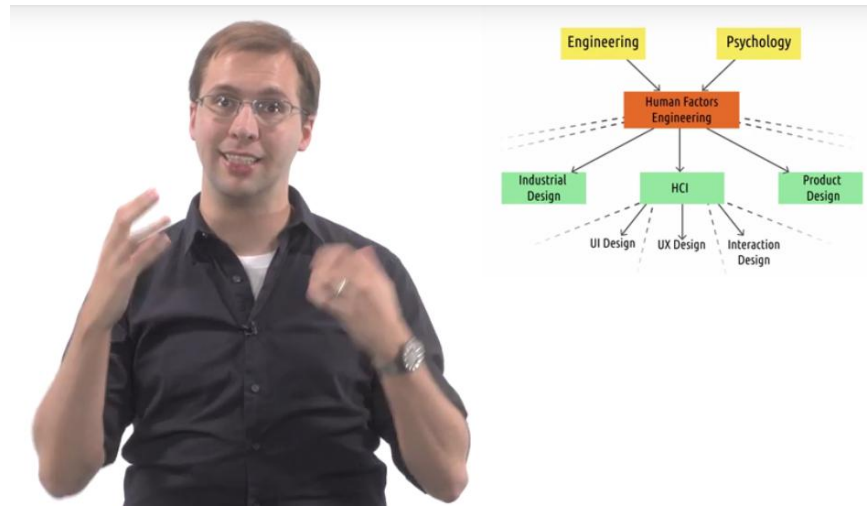 Engineering
Psychology
Human Factors
Engineering
Industrial
Design
HCI
Product
Design
UI Design
UX Design
Interaction
Design